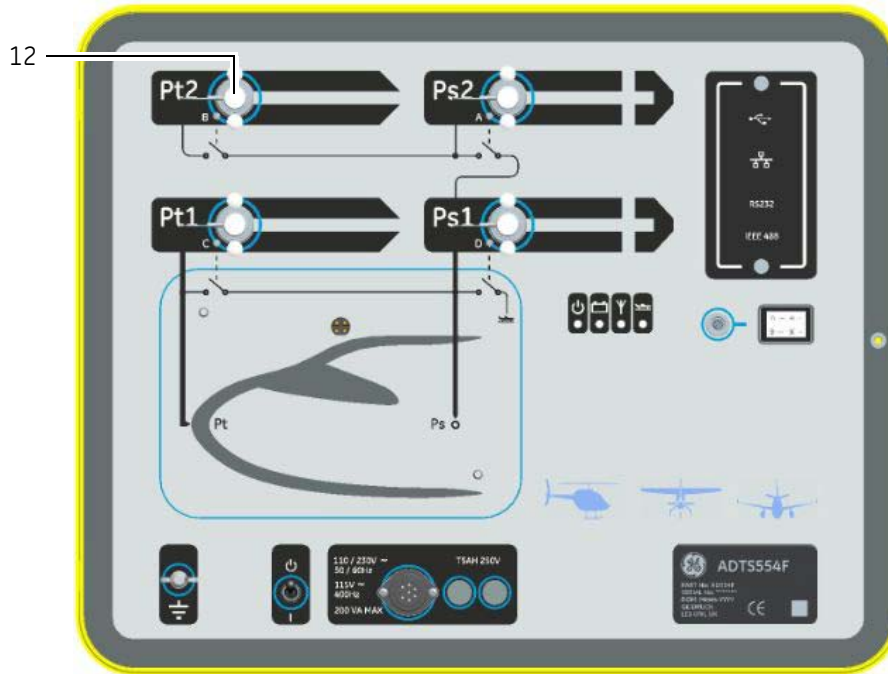 12
Pt2
Ps2
B
A
Pt1
Ps1
C
D
RS232
IEEE 488
Pt
Ps
110 / 230V ~
50 / 60Hz
115V ~
400Hz
200 VA MAX
T5AH 250V
GE
ADTS554F
CE